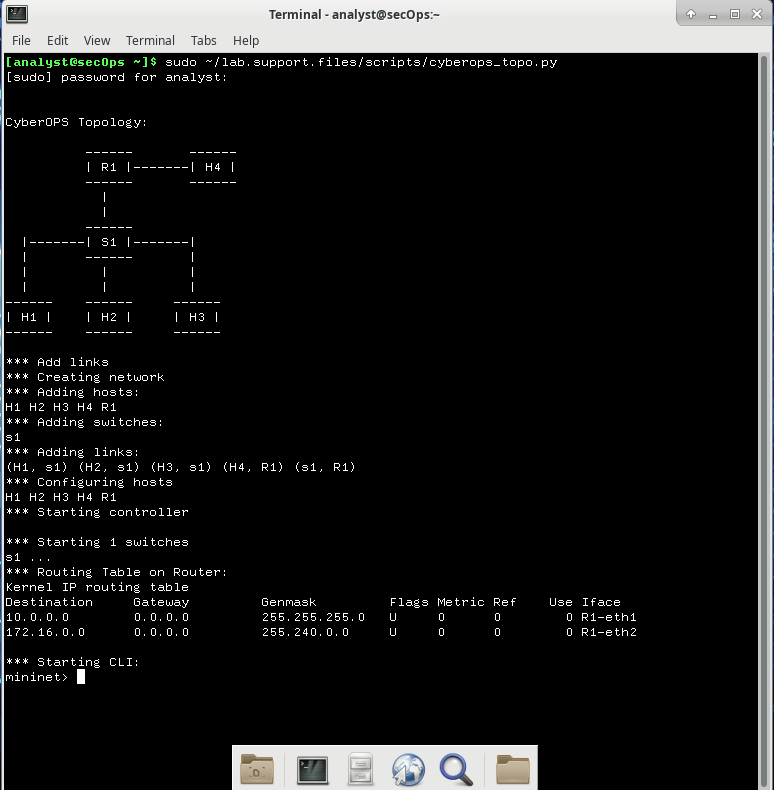 Terminal - analyst@secOps:~
File Edit View Terminal Tabs Help
[analyst@secOps ~]$ sudo ~/lab.support.files/scripts/cyberops_topo.py
[sudo] password for analyst:
CyberOPS Topology:
          ------       ------
          | R1 |-------| H4 |
          ------       ------
            |
            |
          ------
  |-------| S1 |-------|
  |       ------       |
  |         |          |
  |         |          |
------    ------     ------
| H1 |    | H2 |     | H3 |
------    ------     ------
*** Add links
*** Creating network
*** Adding hosts:
H1 H2 H3 H4 R1
*** Adding switches:
s1
*** Adding links:
(H1, s1) (H2, s1) (H3, s1) (H4, R1) (s1, R1)
*** Configuring hosts
H1 H2 H3 H4 R1
*** Starting controller
*** Starting 1 switches
s1 ...
*** Routing Table on Router:
Kernel IP routing table
Destination     Gateway         Genmask         Flags Metric Ref    Use Iface
10.0.0.0        0.0.0.0         255.255.255.0   U     0      0        0 R1-eth1
172.16.0.0      0.0.0.0         255.240.0.0     U     0      0        0 R1-eth2
*** Starting CLI:
mininet>
D